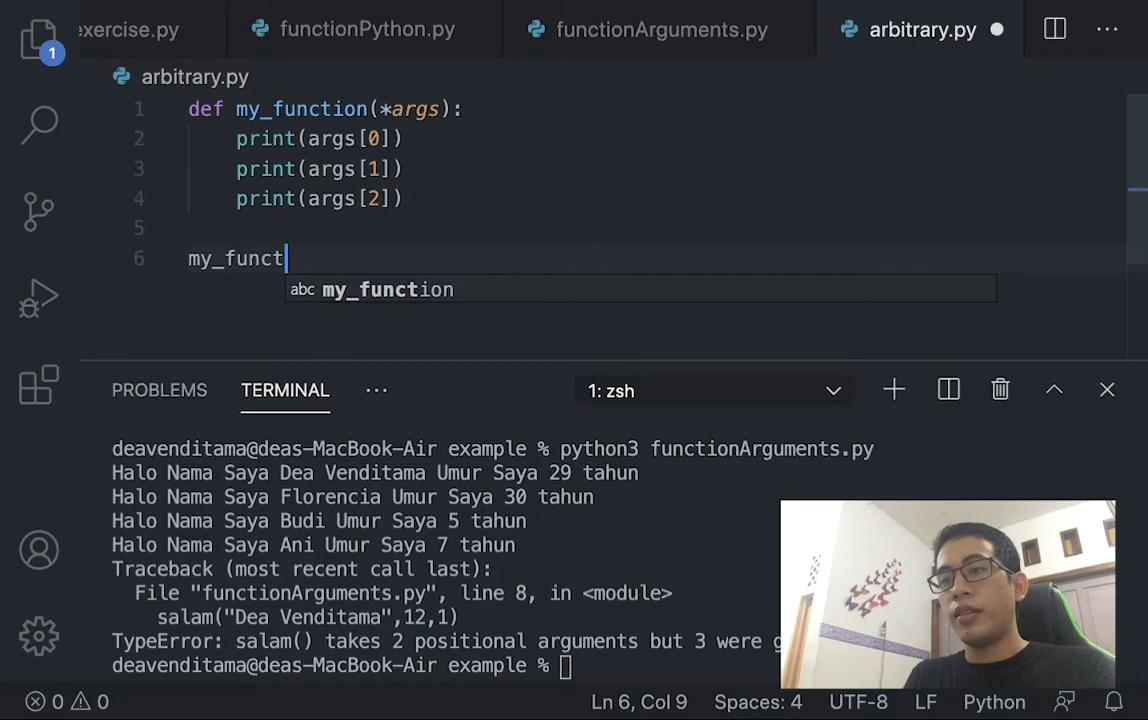 exercise.py functionPython.py functionArguments.py arbitrary.py
1
arbitrary.py
1 def my_function(*args):
2 print(args[0])
3 print(args[1])
4 print(args[2])
5
6 my_funct
abc my_function
PROBLEMS TERMINAL ··· 1: zsh
deavenditama@deas-MacBook-Air example % python3 functionArguments.py
Halo Nama Saya Dea Venditama Umur Saya 29 tahun
Halo Nama Saya Florencia Umur Saya 30 tahun
Halo Nama Saya Budi Umur Saya 5 tahun
Halo Nama Saya Ani Umur Saya 7 tahun
Traceback (most recent call last):
File "functionArguments.py", line 8, in <module>
salam("Dea Venditama",12,1)
TypeError: salam() takes 2 positional arguments but 3 were g
deavenditama@deas-MacBook-Air example %
0 0 Ln 6, Col 9 Spaces: 4 UTF-8 LF Python